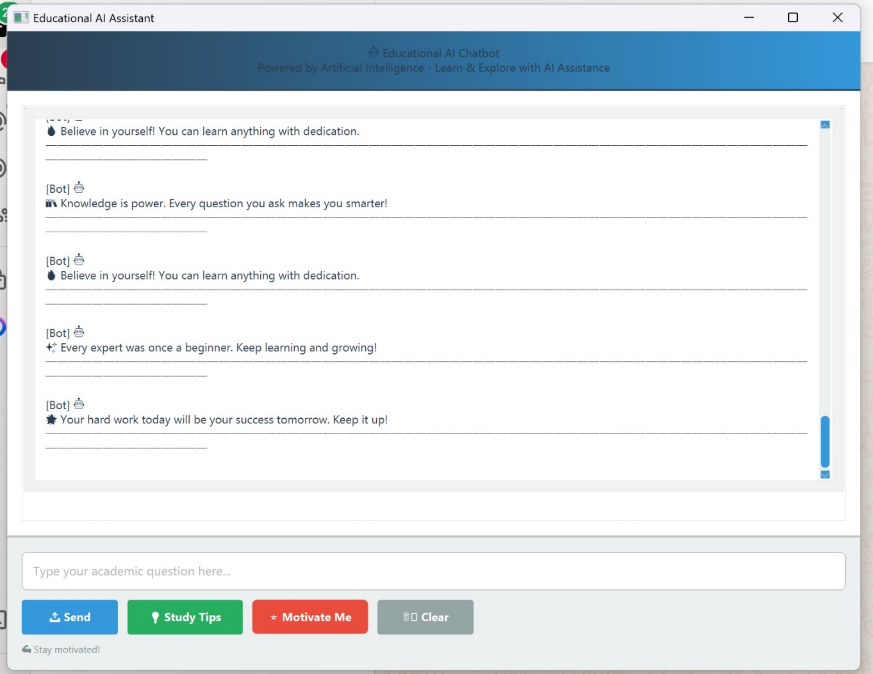 Educational AI Assistant
Educational AI Chatbot
Powered by Artificial Intelligence - Learn & Explore with AI Assistance
[Bot]
Believe in yourself! You can learn anything with dedication.
[Bot]
Knowledge is power. Every question you ask makes you smarter!
[Bot]
Believe in yourself! You can learn anything with dedication.
[Bot]
Every expert was once a beginner. Keep learning and growing!
[Bot]
Your hard work today will be your success tomorrow. Keep it up!
Type your academic question here...
Send Study Tips Motivate Me Clear
Stay motivated!